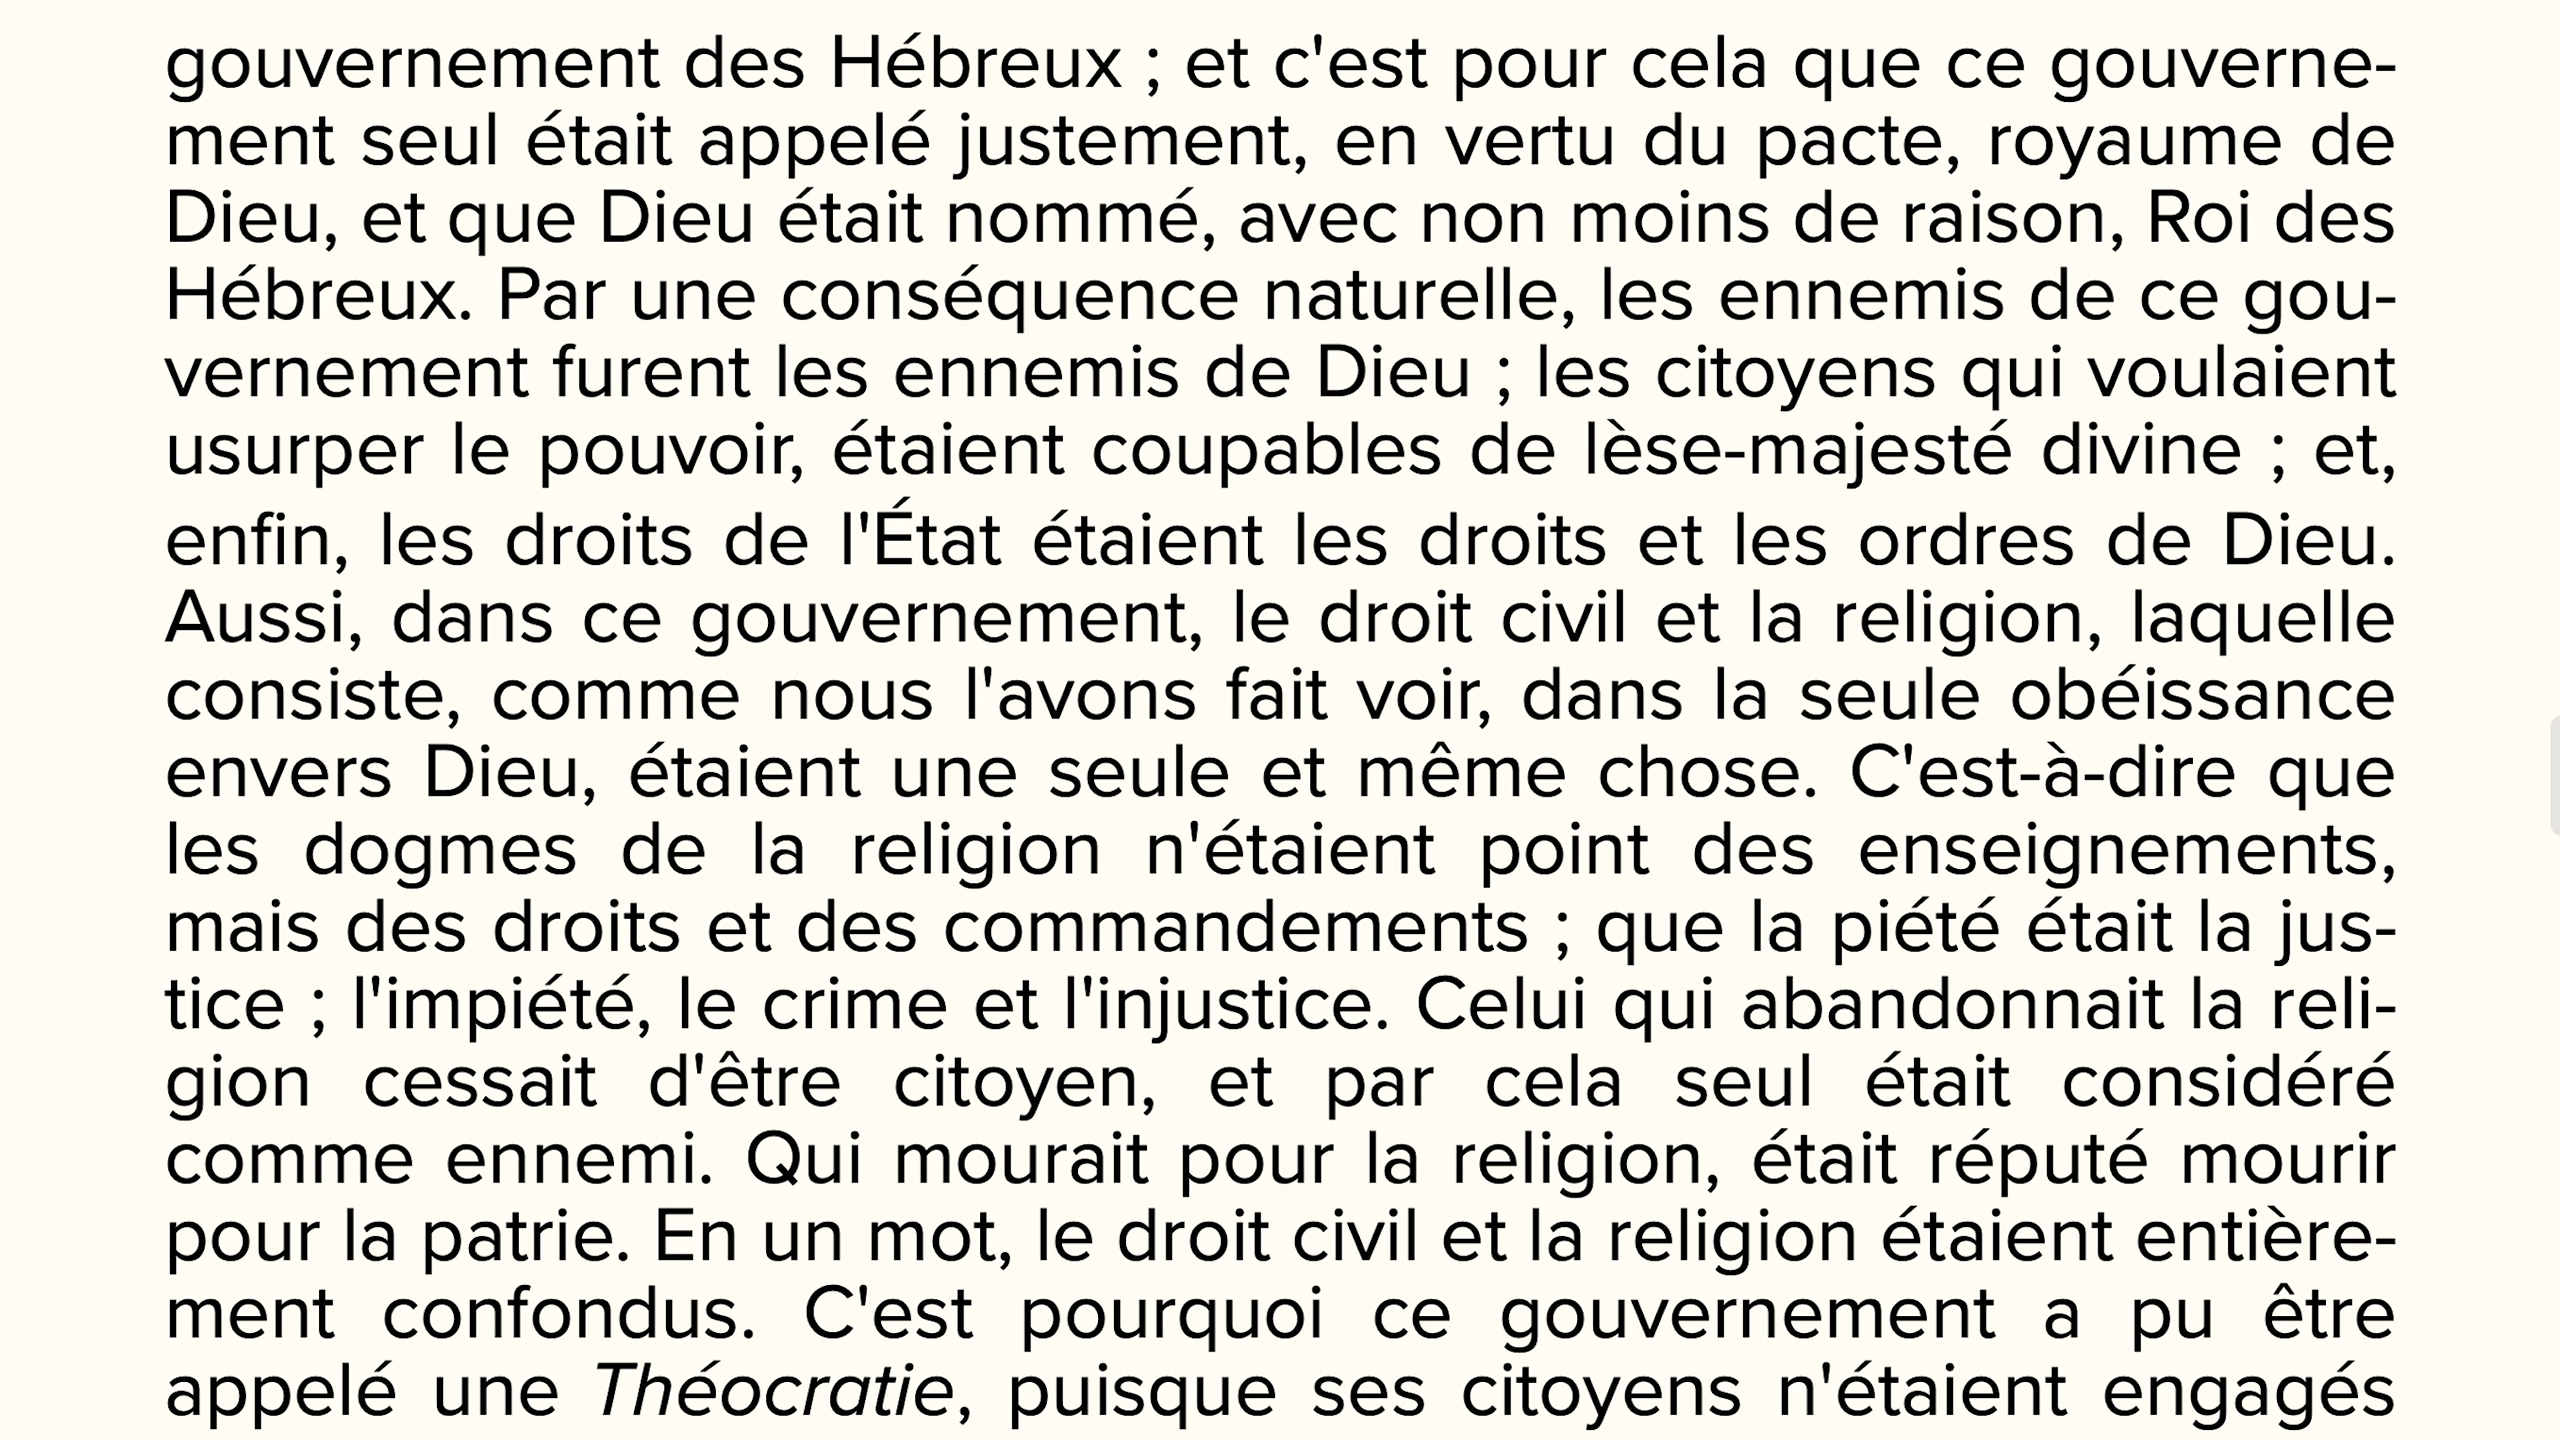 gouvernement des Hébreux ; et c'est pour cela que ce gouverne-
ment seul était appelé justement, en vertu du pacte, royaume de
Dieu, et que Dieu était nommé, avec non moins de raison, Roi des
Hébreux. Par une conséquence naturelle, les ennemis de ce gou-
vernement furent les ennemis de Dieu ; les citoyens qui voulaient
usurper le pouvoir, étaient coupables de lèse-majesté divine ; et,
enfin, les droits de l'État étaient les droits et les ordres de Dieu.
Aussi, dans ce gouvernement, le droit civil et la religion, laquelle
consiste, comme nous l'avons fait voir, dans la seule obéissance
envers Dieu, étaient une seule et même chose. C'est-à-dire que
les dogmes de la religion n'étaient point des enseignements,
mais des droits et des commandements ; que la piété était la jus-
tice ; l'impiété, le crime et l'injustice. Celui qui abandonnait la reli-
gion cessait d'être citoyen, et par cela seul était considéré
comme ennemi. Qui mourait pour la religion, était réputé mourir
pour la patrie. En un mot, le droit civil et la religion étaient entière-
ment confondus. C'est pourquoi ce gouvernement a pu être
appelé une Théocratie, puisque ses citoyens n'étaient engagés